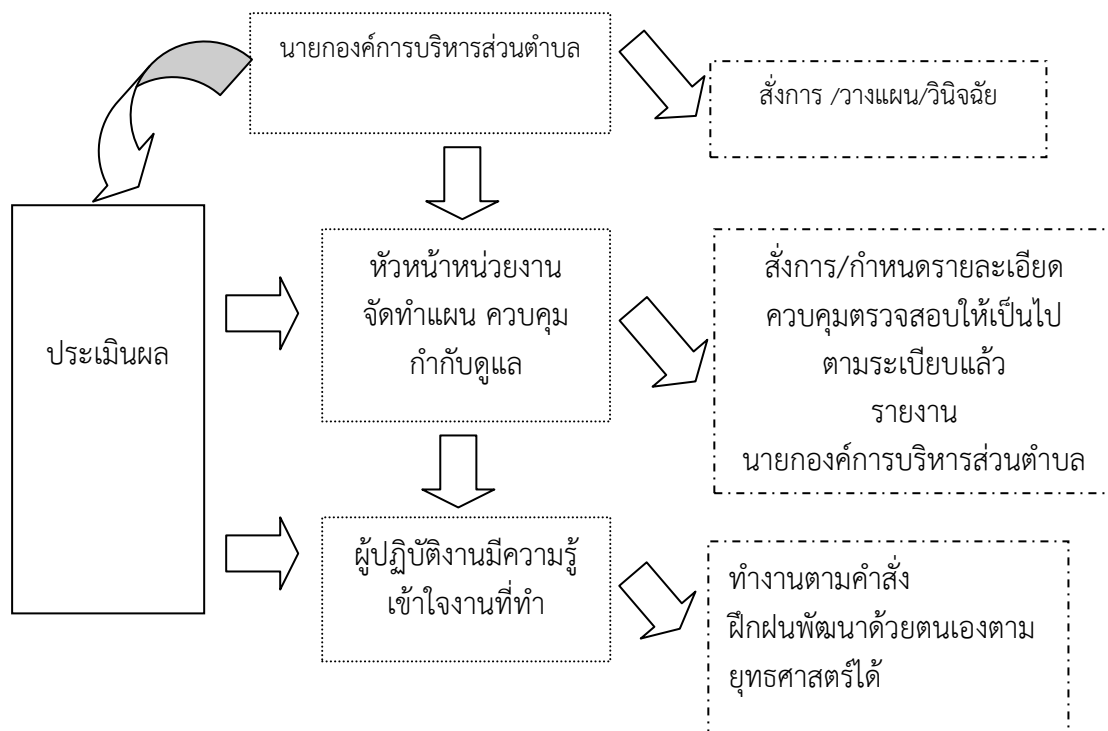 นายกองค์การบริหารส่วนตำบล
สั่งการ /วางแผน/วินิจฉัย
ประเมินผล
หัวหน้าหน่วยงาน
จัดทำแผน ควบคุม
กำกับดูแล
สั่งการ/กำหนดรายละเอียด
ควบคุมตรวจสอบให้เป็นไป
ตามระเบียบแล้ว
รายงาน
นายกองค์การบริหารส่วนตำบล
ผู้ปฏิบัติงานมีความรู้
เข้าใจงานที่ทำ
ทำงานตามคำสั่ง
ฝึกฝนพัฒนาด้วยตนเองตาม
ยุทธศาสตร์ได้